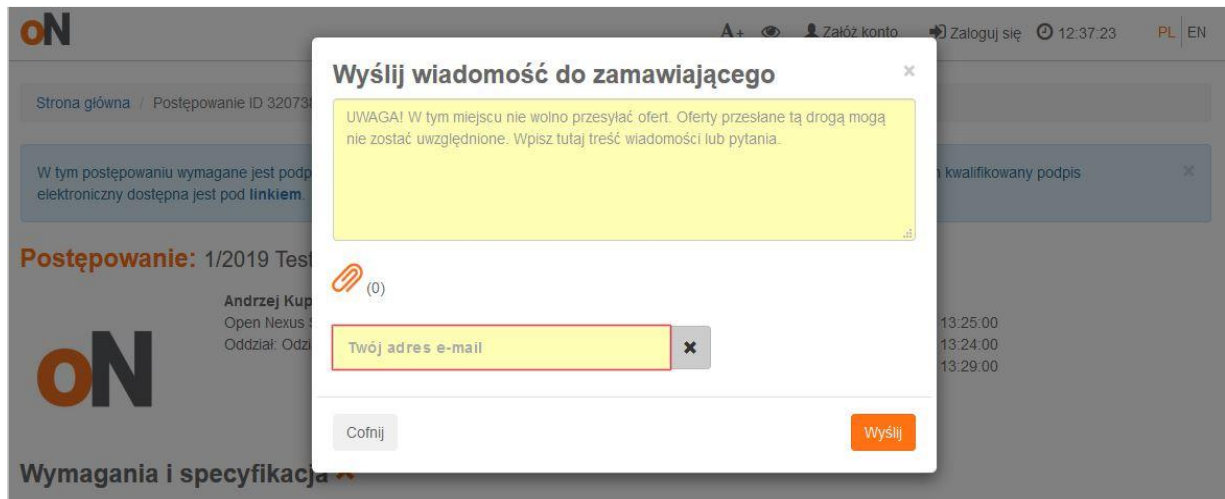 oN
A+ Załóż konto Zaloguj się 12:37:23 PL EN
Wyślij wiadomość do zamawiającego ×
Strona główna / Postępowanie ID 32073
UWAGA! W tym miejscu nie wolno przesyłać ofert. Oferty przesłane tą drogą mogą
nie zostać uwzględnione. Wpisz tutaj treść wiadomości lub pytania.
W tym postępowaniu wymagane jest podp
kwalifikowany podpis ×
elektroniczny dostępna jest pod linkiem.
Postępowanie: 1/2019 Test
(0)
Andrzej Kup
Open Nexus
13:25:00
Oddział: Odzi
13:24:00
13:29:00
oN
Twój adres e-mail
Cofnij Wyślij
Wymagania i specyfikacja